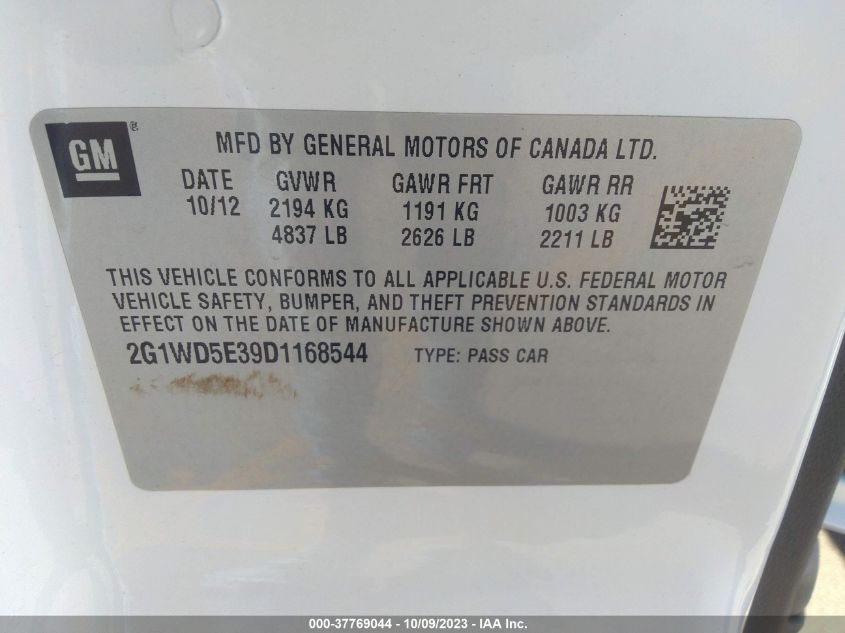 GM®
MFD BY GENERAL MOTORS OF CANADA LTD.
DATE GVWR GAWR FRT GAWR RR
10/12 2194 KG 1191 KG 1003 KG
4837 LB 2626 LB 2211 LB
THIS VEHICLE CONFORMS TO ALL APPLICABLE U.S. FEDERAL MOTOR
VEHICLE SAFETY, BUMPER, AND THEFT PREVENTION STANDARDS IN
EFFECT ON THE DATE OF MANUFACTURE SHOWN ABOVE.
2G1WD5E39D1168544 TYPE: PASS CAR
000-37769044 - 10/09/2023 - IAA Inc.